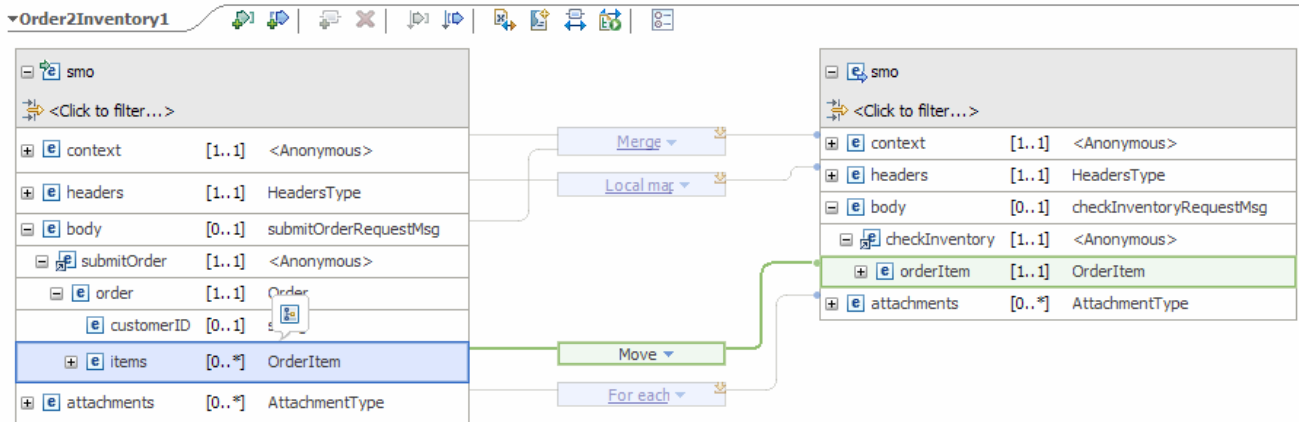 Order2Inventory1
smo
<Click to filter...>
context [1..1] <Anonymous>
headers [1..1] HeadersType
body [0..1] submitOrderRequestMsg
submitOrder [1..1] <Anonymous>
order [1..1] Order
customerID [0..1]
items [0..*] OrderItem
attachments [0..*] AttachmentType
Merge
Local map
Move
For each
smo
<Click to filter...>
context [1..1] <Anonymous>
headers [1..1] HeadersType
body [0..1] checkInventoryRequestMsg
checkInventory [1..1] <Anonymous>
orderItem [1..1] OrderItem
attachments [0..*] AttachmentType